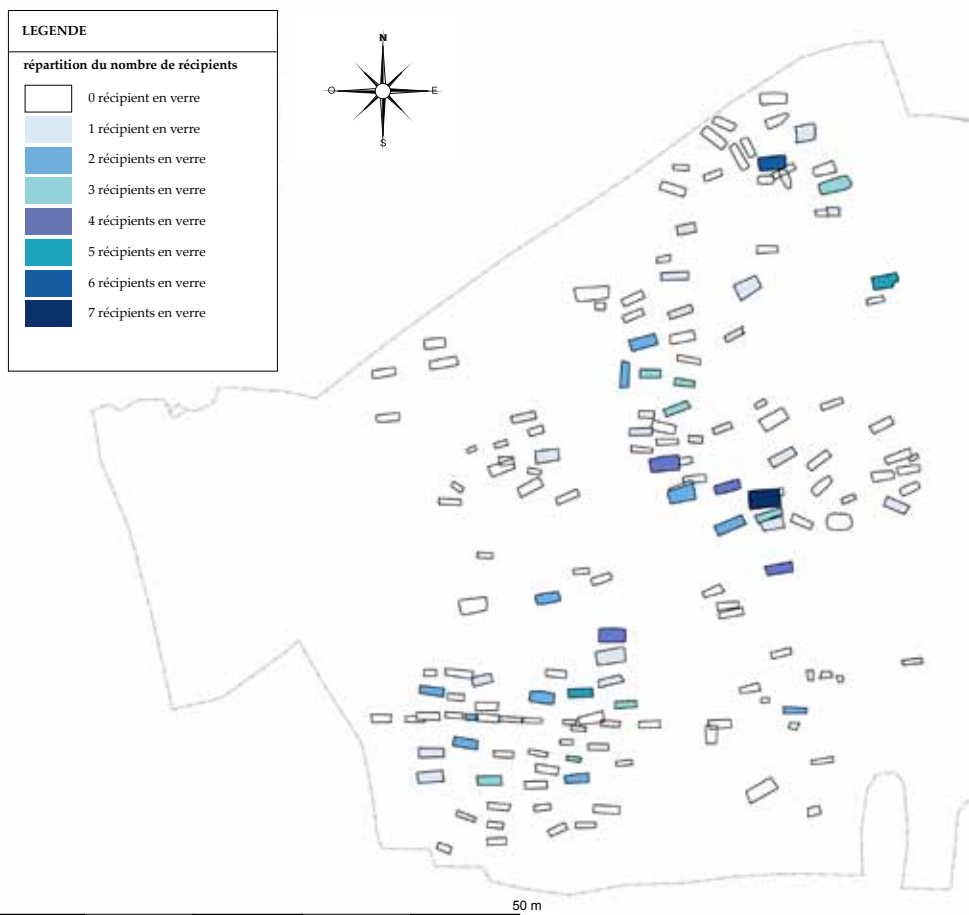 LEGENDE
répartition du nombre de récipients
0 récipient en verre
1 récipient en verre
2 récipients en verre
3 récipients en verre
4 récipients en verre
5 récipients en verre
6 récipients en verre
7 récipients en verre
N
O
E
S
50 m